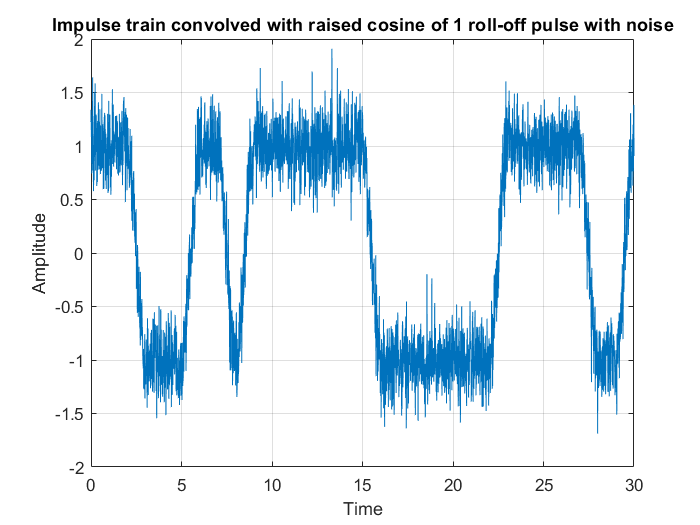 Impulse train convolved with raised cosine of 1 roll-off pulse with noise
2
1.5
1
0.5
0
-0.5
-1
-1.5
-2
Amplitude
0 5 10 15 20 25 30
Time